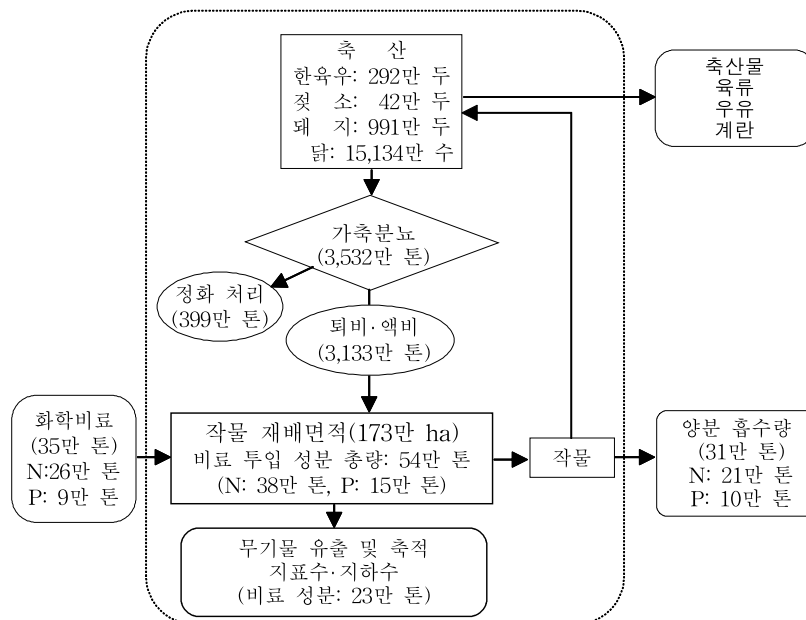 축 산
한육우: 292만 두
젖 소: 42만 두
돼 지: 991만 두
닭: 15,134만 수
축산물
육류
우유
계란
가축분뇨
(3,532만 톤)
정화 처리
(399만 톤)
퇴비·액비
(3,133만 톤)
화학비료
(35만 톤)
N:26만 톤
P: 9만 톤
작물 재배면적(173만 ha)
비료 투입 성분 총량: 54만 톤
(N: 38만 톤, P: 15만 톤)
작물
양분 흡수량
(31만 톤)
N: 21만 톤
P: 10만 톤
무기물 유출 및 축적
지표수·지하수
(비료 성분: 23만 톤)